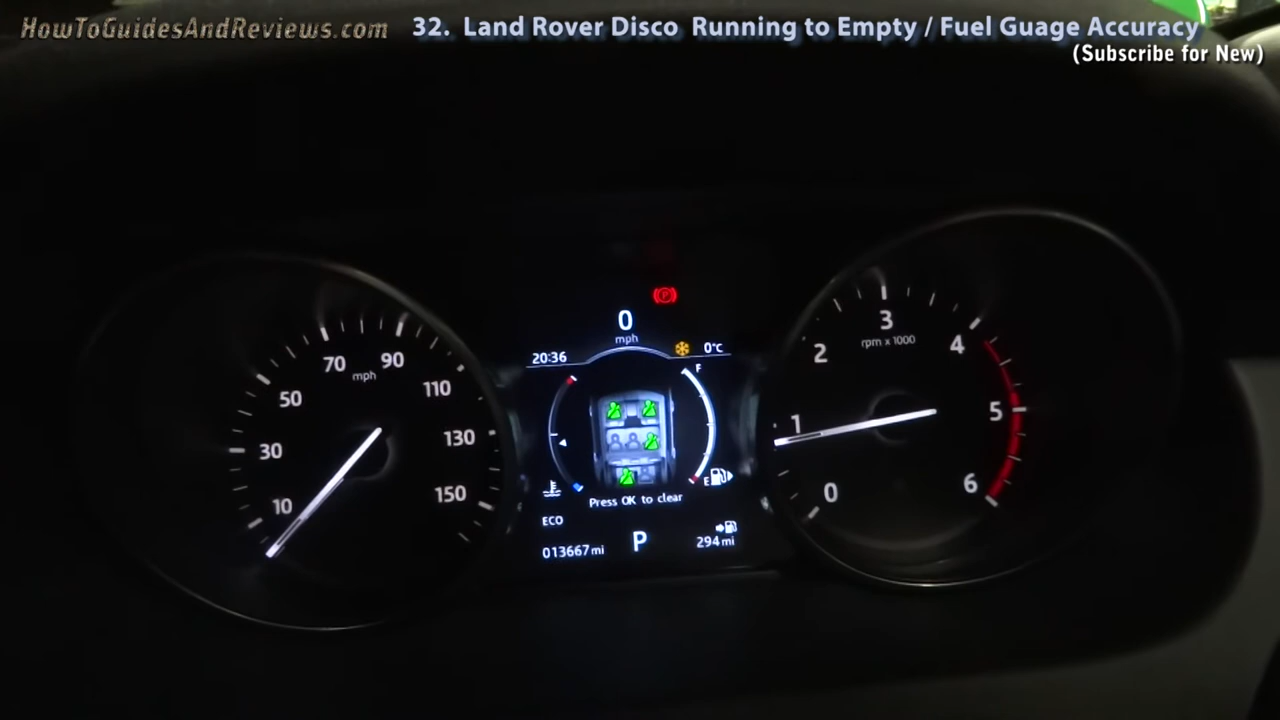 HowToGuidesAndReviews.com
32. Land Rover Disco Running to Empty / Fuel Guage Accuracy
(Subscribe for New)
0
mph
20:36
0°C
F
E
Press OK to clear
ECO
013667 mi
P
294 mi
10
30
50
70
90
110
130
150
mph
0
1
2
3
4
5
6
rpm x 1000